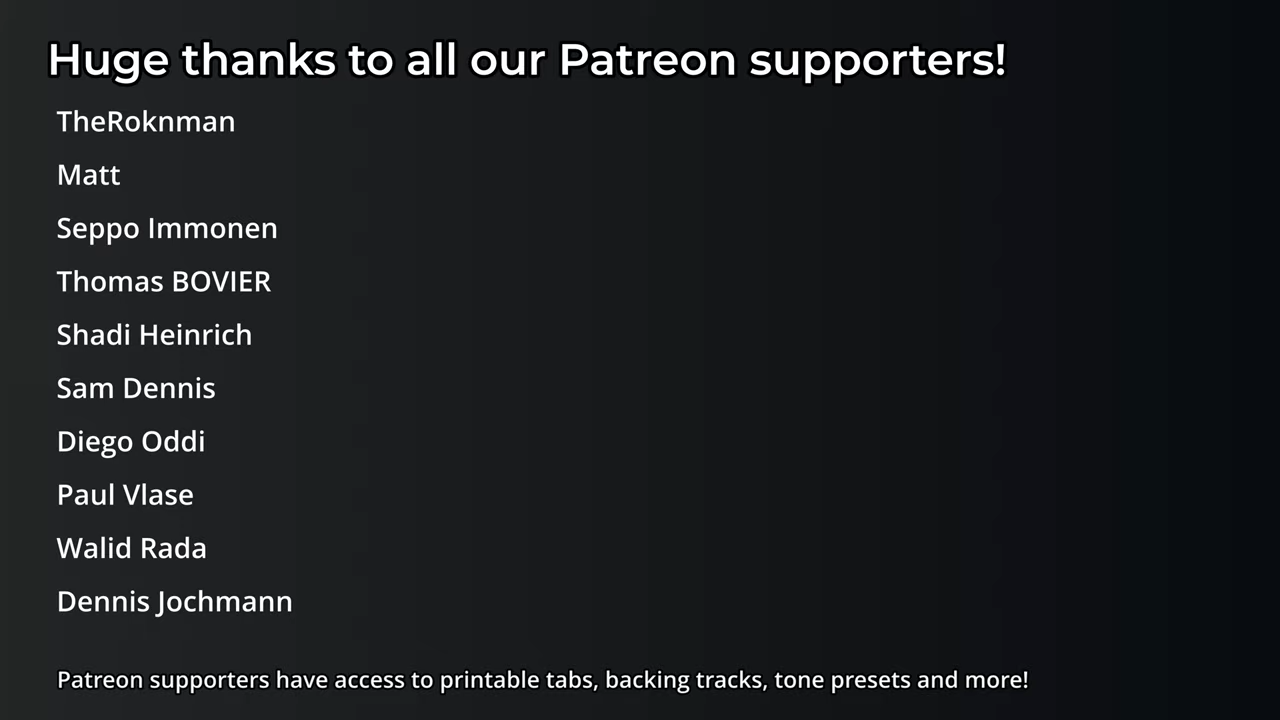 Huge thanks to all our Patreon supporters!
TheRoknman
Matt
Seppo Immonen
Thomas BOVIER
Shadi Heinrich
Sam Dennis
Diego Oddi
Paul Vlase
Walid Rada
Dennis Jochmann
Patreon supporters have access to printable tabs, backing tracks, tone presets and more!